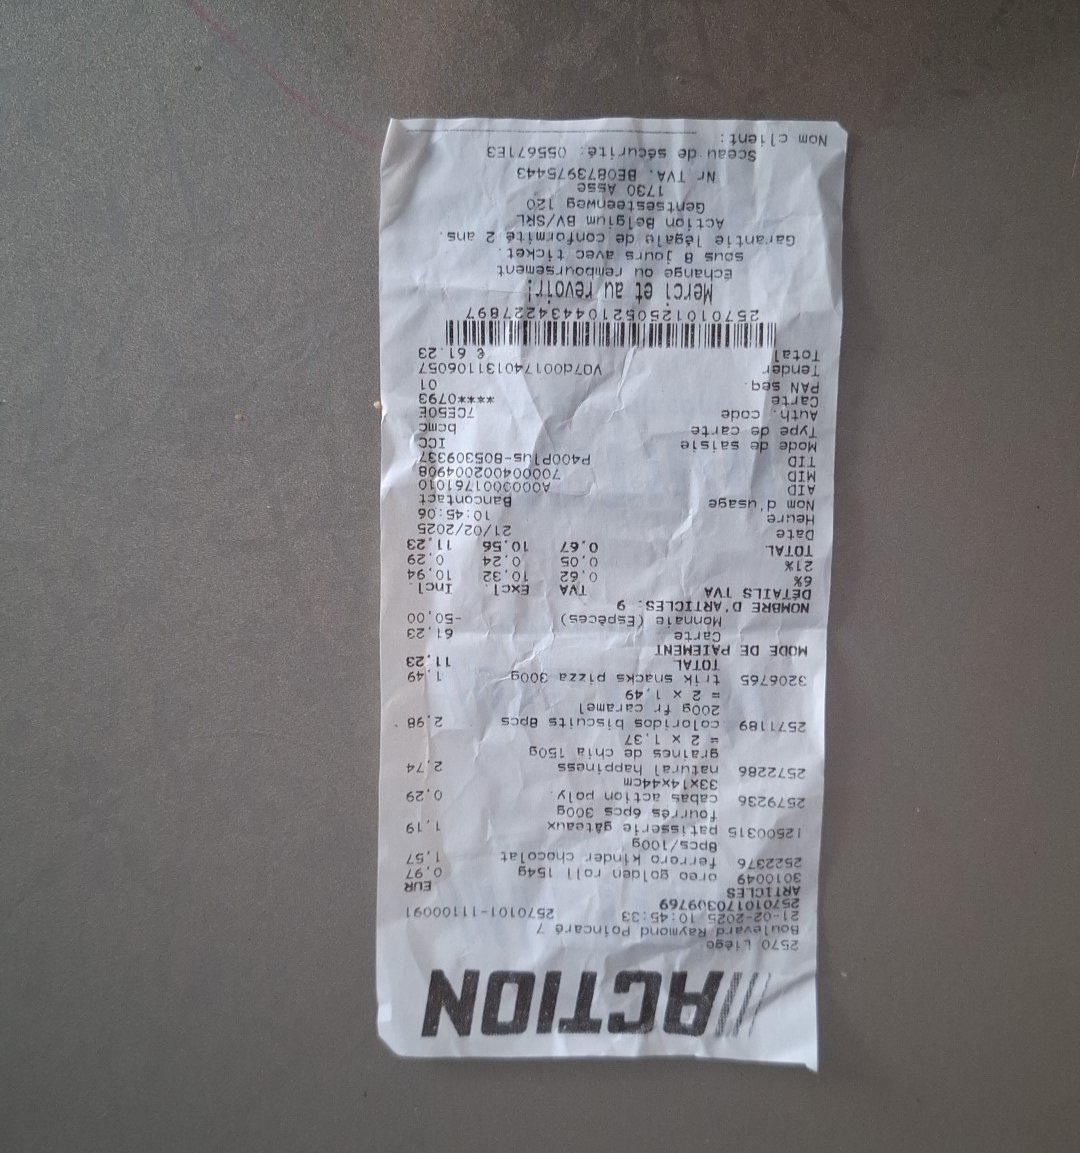 ACTION
2570 Liège
Boulevard Raymond Poincaré 7
21-02-2025 10:45:33 2570101-11100091
2570101701309769
ARTICLES EUR
3010049 oreo golden roll 154g 0,97
2522376 ferrero kinder chocolat 1,57
8pcs/100g
12500315 patisserie gâteaux 1,19
fourrés 6pcs 300g
2579236 cabas action poly. 0,29
33x14x44cm
2572286 natural happiness 2,74
graines de chia 150g
= 2 x 1,37
2571189 coloridos biscuits 8pcs 2,98
200g fr caramel
= 2 x 1,49
3206765 trik snacks pizza 300g 1,49
TOTAL 11,23
MODE DE PAIEMENT
Carte 61,23
Monnaie (Espèces) -50,00
NOMBRE D'ARTICLES: 9
DÉTAILS TVA TVA Excl. Incl.
6% 0,62 10,32 10,94
21% 0,05 0,24 0,29
TOTAL 0,67 10,56 11,23
Date 21/02/2025
Heure 10:45:06
Nom d'usage Bancontact
AID A0000001761010
MID 700004002004908
TID P400Plus-805309337
Mode de saisie ICC
Type de carte bcmc
Auth. code 7CE50E
Carte ****0793
PAN seq. 01
Tender V07d001740131106057
Total € 61.23
Merci et au revoir!
Échange ou remboursement
sous 8 jours avec ticket.
Garantie légale de conformité 2 ans.
Action Belgium BV/SRL
Gentsesteenweg 120
1730 Asse
Nr TVA. BE0873975443
Sceau de sécurité: 055671E3
Nom client: